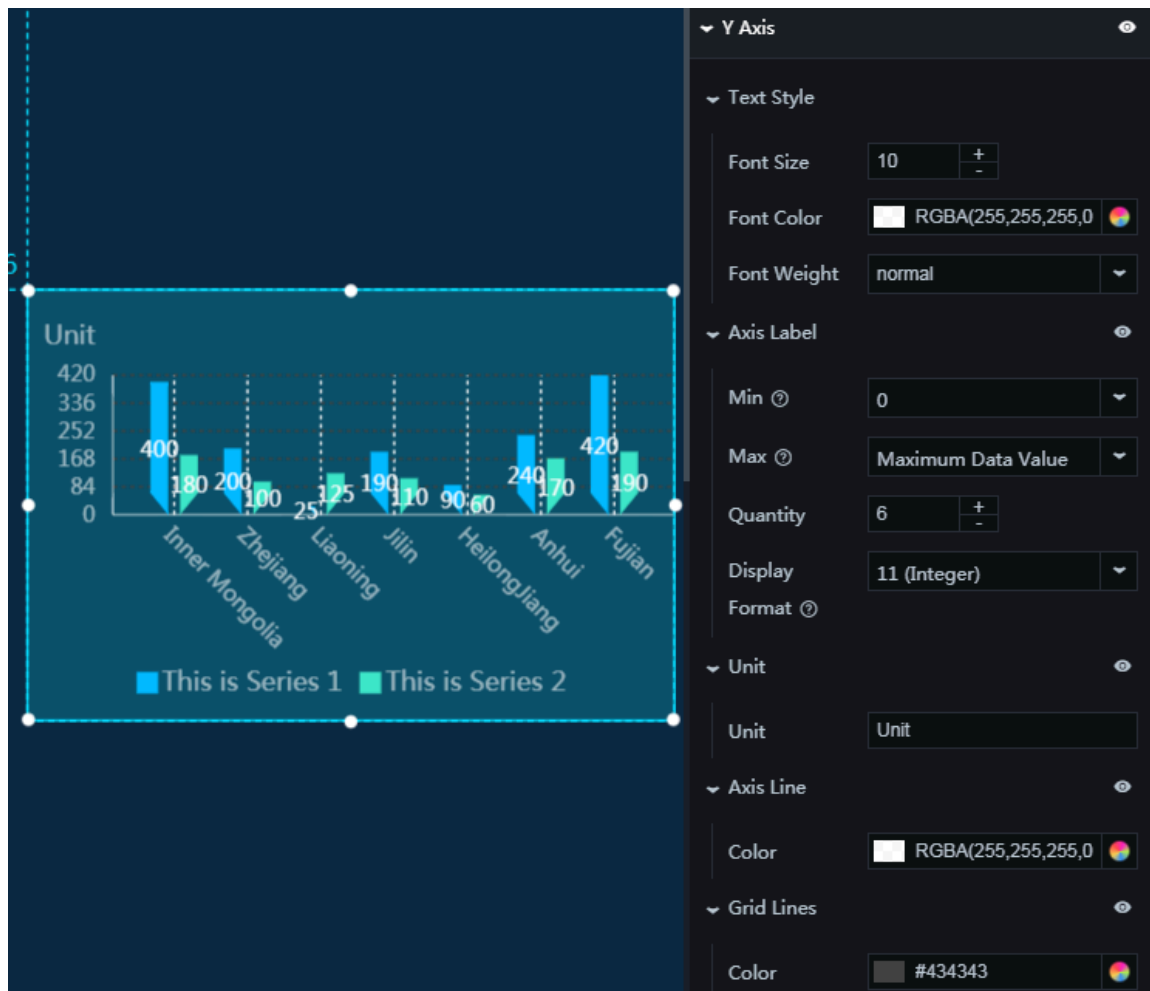 6
Unit
420
336
252
168
84
0
400
180
200
100
25
125
190
110
90
60
240
170
420
190
Inner Mongolia
Zhejiang
Liaoning
Jilin
HeilongJiang
Anhui
Fujian
This is Series 1
This is Series 2
Y Axis
Text Style
Font Size
10
+
-
Font Color
RGBA(255,255,255,0
Font Weight
normal
Axis Label
Min ?
0
Max ?
Maximum Data Value
Quantity
6
+
-
Display
Format ?
11 (Integer)
Unit
Unit
Unit
Axis Line
Color
RGBA(255,255,255,0
Grid Lines
Color
#434343